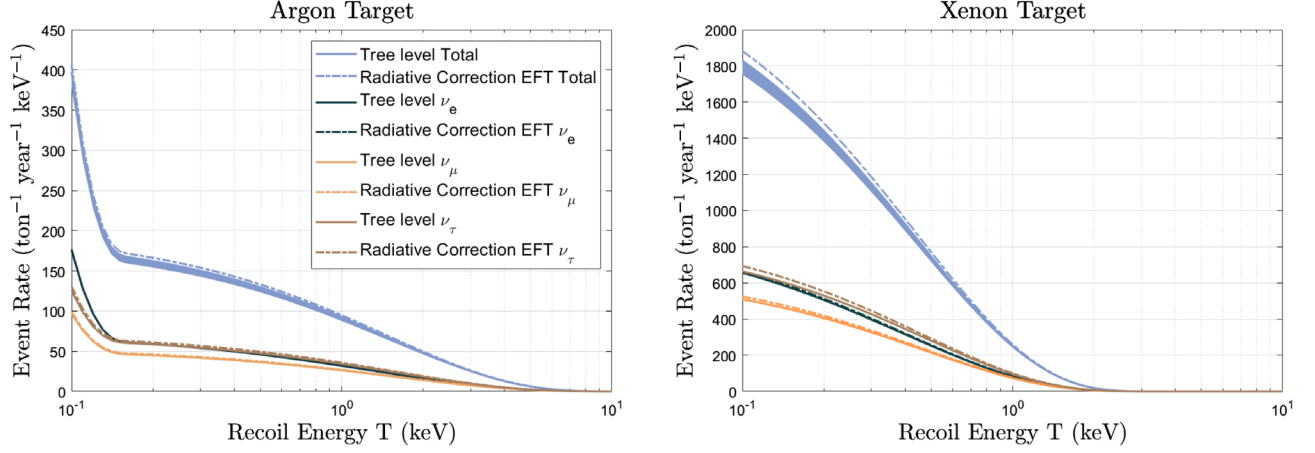 Argon Target
Event Rate (ton⁻¹ year⁻¹ keV⁻¹)
450
400
350
300
250
200
150
100
50
0
Tree level Total
Radiative Correction EFT Total
Tree level νₑ
Radiative Correction EFT νₑ
Tree level ν_μ
Radiative Correction EFT ν_μ
Tree level ν_τ
Radiative Correction EFT ν_τ
10⁻¹ 10⁰ 10¹
Recoil Energy T (keV)
Xenon Target
Event Rate (ton⁻¹ year⁻¹ keV⁻¹)
2000
1800
1600
1400
1200
1000
800
600
400
200
0
10⁻¹ 10⁰ 10¹
Recoil Energy T (keV)